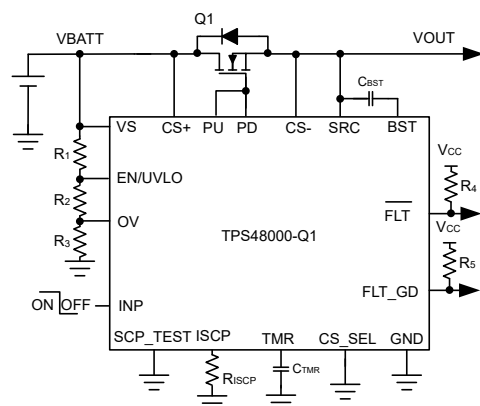 Q1
VBATT
VOUT
CBST
VS
CS+
PU
PD
CS-
SRC
BST
R1
EN/UVLO
R2
OV
R3
TPS48000-Q1
VCC
R4
FLT
VCC
R5
FLT_GD
ON
OFF
INP
SCP_TEST
ISCP
TMR
CS_SEL
GND
RISCP
CTMR